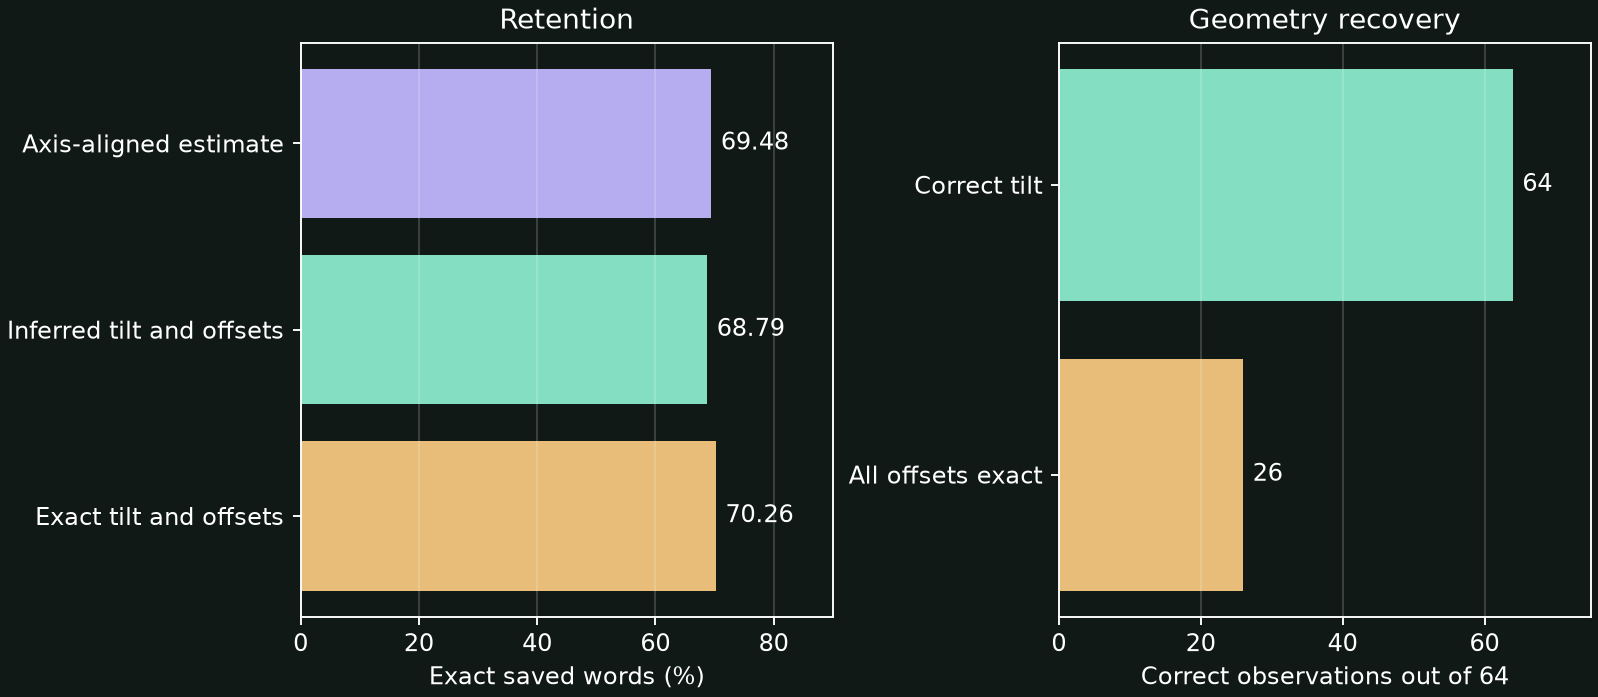 Retention
Axis-aligned estimate
69.48
Inferred tilt and offsets
68.79
Exact tilt and offsets
70.26
0 20 40 60 80
Exact saved words (%)
Geometry recovery
Correct tilt
64
All offsets exact
26
0 20 40 60
Correct observations out of 64